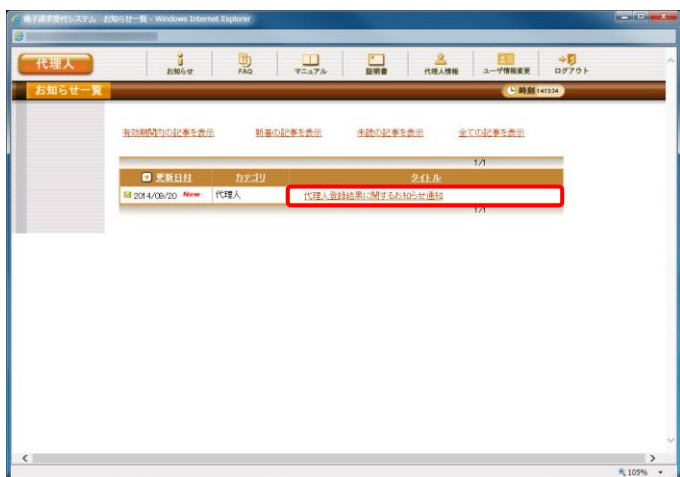 電子請求受付システム お知らせ一覧 - Windows Internet Explorer
代理人
お知らせ
FAQ
マニュアル
証明書
代理人情報
ユーザ情報変更
ログアウト
お知らせ一覧
時刻 14:13:34
有効期間内の記事を表示 新着の記事を表示 未読の記事を表示 全ての記事を表示
1/1
更新日付 カテゴリ タイトル
2014/09/20 New 代理人 代理人登録結果に関するお知らせ通知
1/1
105%